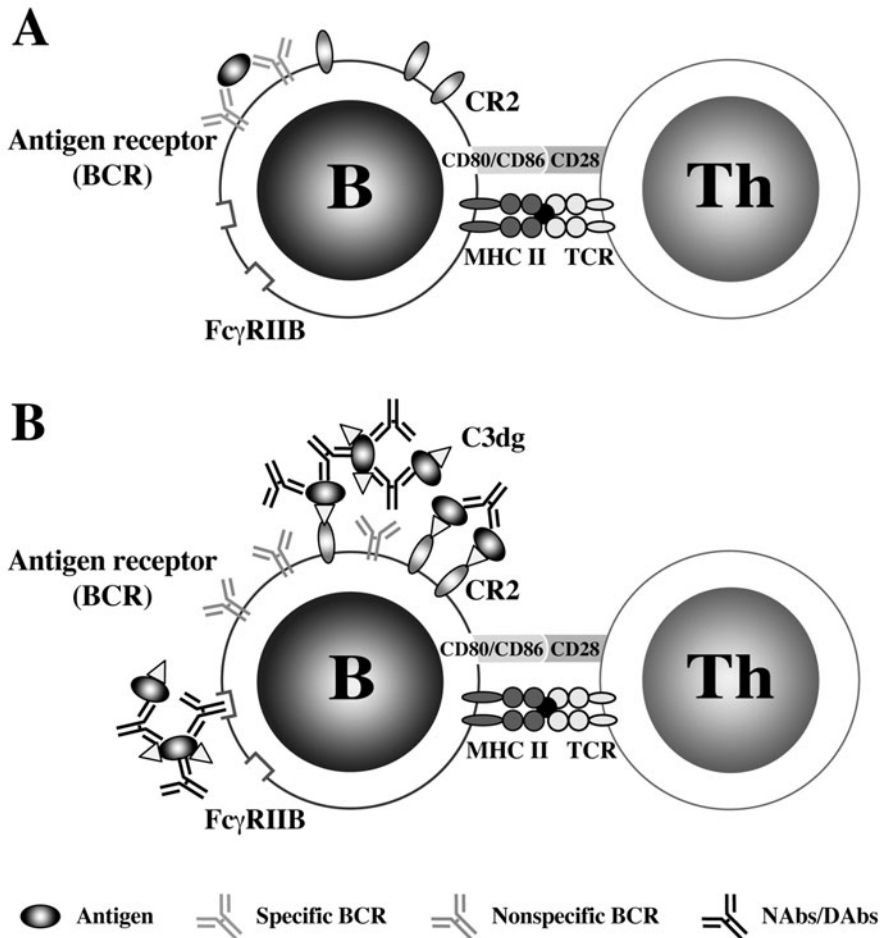 A
CR2
Antigen receptor
(BCR)
CD80/CD86 CD28
B
Th
MHC II TCR
FcγRIIB
B
C3dg
Antigen receptor
(BCR)
CR2
CD80/CD86 CD28
B
Th
MHC II TCR
FcγRIIB
Antigen Specific BCR Nonspecific BCR NAbs/DAbs